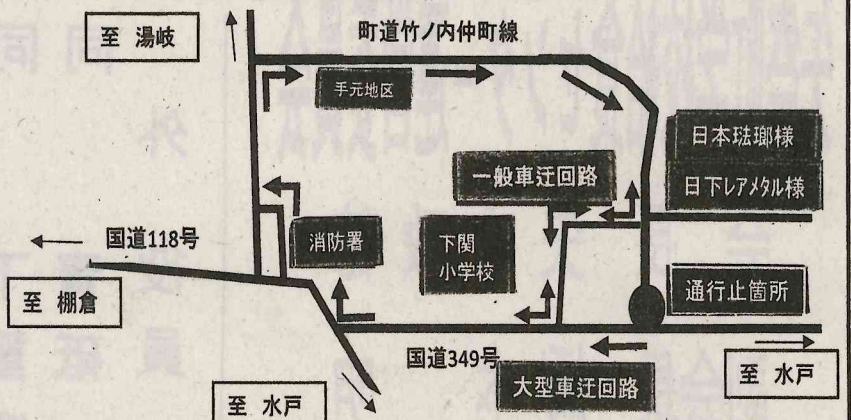 町道竹ノ内仲町線
至 湯岐
手元地区
日本琺瑯様
日下レアメタル様
一般車迂回路
国道118号
消防署
下関
小学校
通行止箇所
至 棚倉
国道349号
至 水戸
大型車迂回路
至 水戸